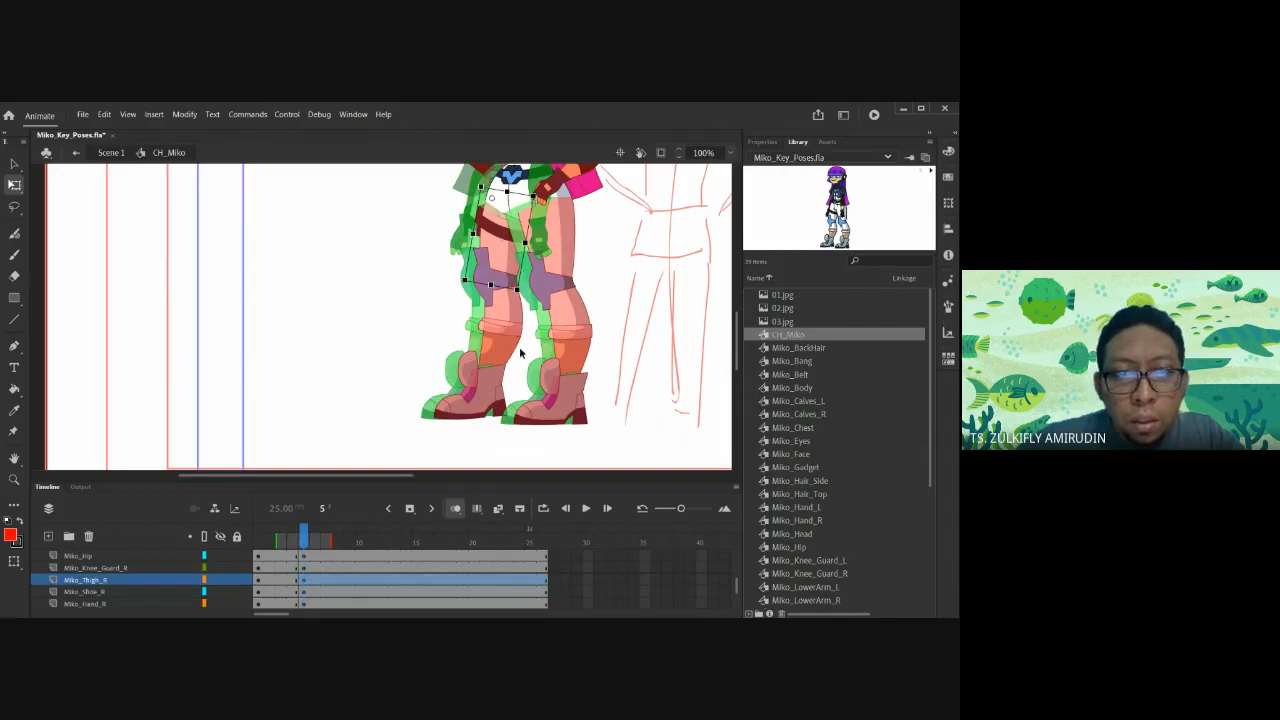 Animate File Edit View Insert Modify Text Commands Control Debug Window Help
Miko_Key_Poses.fla*
Scene 1 CH_Miko 100%
Properties Library Assets
Miko_Key_Poses.fla
Name Linkage
01.jpg
02.jpg
03.jpg
CH_Miko
Miko_BackHair
Miko_Bang
Miko_Belt
Miko_Body
Miko_Calves_L
Miko_Calves_R
Miko_Chest
Miko_Eyes
Miko_Face
Miko_Gadget
Miko_Hair_Side
Miko_Hair_Top
Miko_Hand_L
Miko_Hand_R
Miko_Head
Miko_Hip
Miko_Knee_Guard_L
Miko_Knee_Guard_R
Miko_LowerArm_L
Miko_LowerArm_R
Timeline Output
25.00 FPS 5
1s
10 15 20 25 30 35 40
Miko_Hip
Miko_Knee_Guard_R
Miko_Thigh_R
Miko_Shoe_R
Miko_Hand_R
TS. ZULKIFLY AMIRUDIN